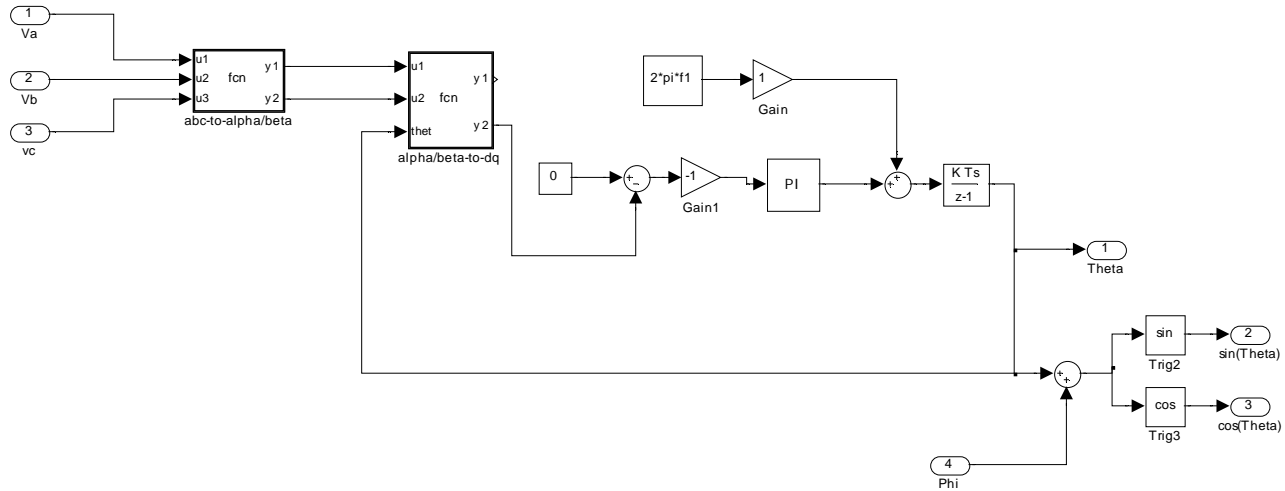 1
Va
2
Vb
3
vc
u1
u2
u3
fcn
y1
y2
abc-to-alpha/beta
u1
u2
thet
fcn
y1
y2
alpha/beta-to-dq
2*pi*f1
1
Gain
0
+
−
-1
Gain1
PI
+
+
K Ts
z-1
1
Theta
+
+
sin
Trig2
2
sin(Theta)
cos
Trig3
3
cos(Theta)
4
Phi